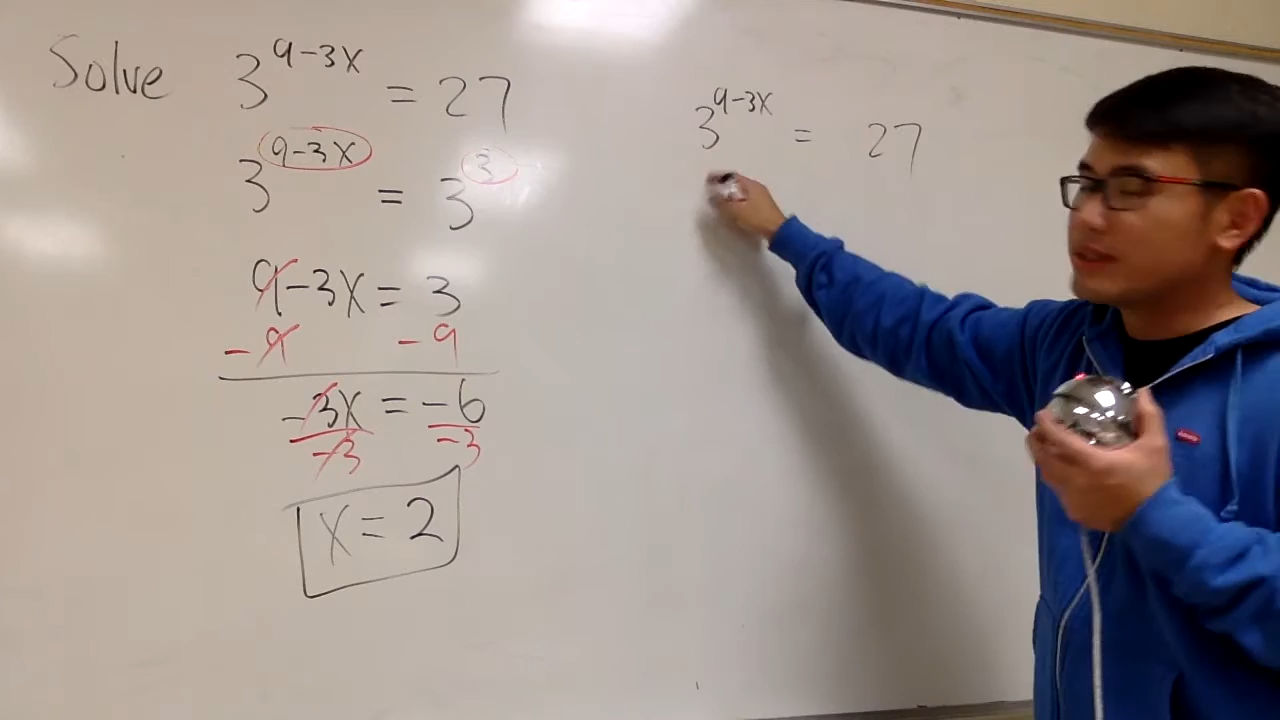 Solve 3^{9-3x} = 27
3^{9-3x} = 3^3
9-3x = 3
-9 -9
-3x = -6
-3 -3
x = 2
3^{9-3x} = 27